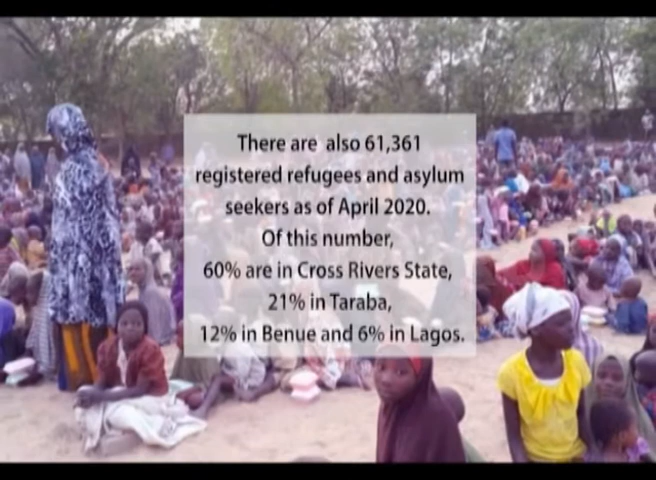 There are also 61,361
registered refugees and asylum
seekers as of April 2020.
Of this number,
60% are in Cross Rivers State,
21% in Taraba,
12% in Benue and 6% in Lagos.